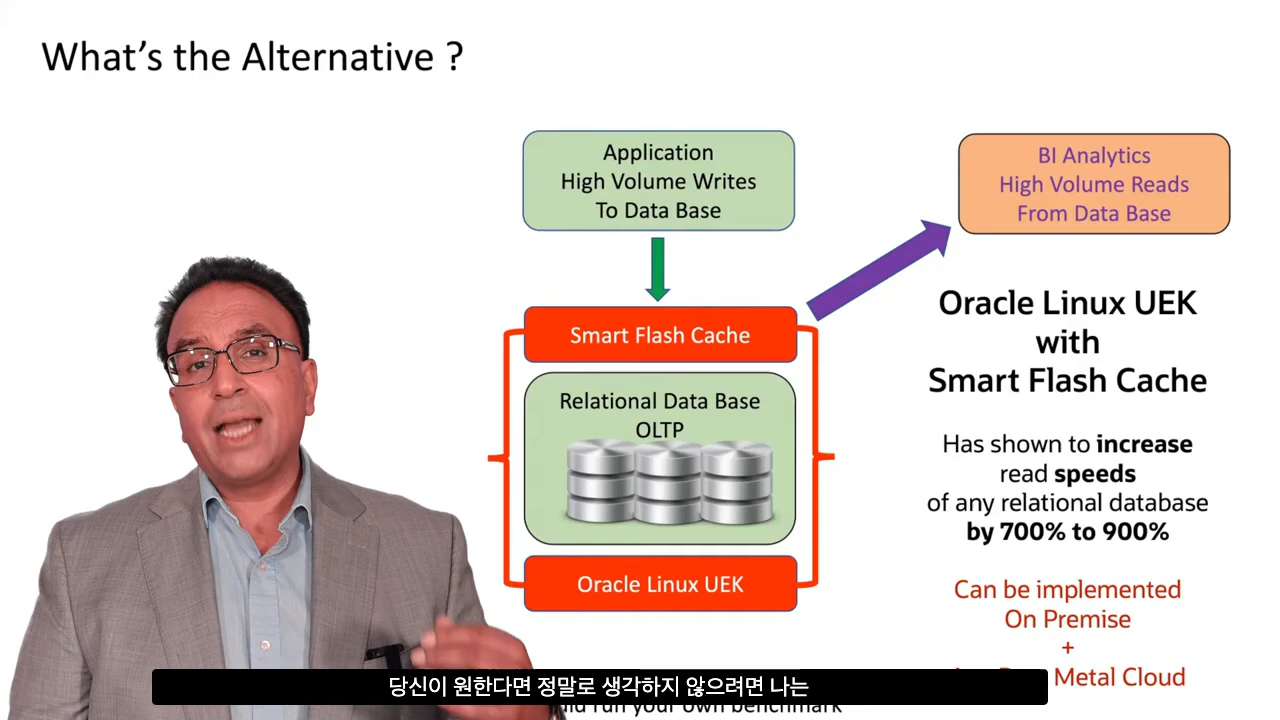 What's the Alternative ?
Application
High Volume Writes
To Data Base
BI Analytics
High Volume Reads
From Data Base
Smart Flash Cache
Relational Data Base
OLTP
Oracle Linux UEK
Oracle Linux UEK
with
Smart Flash Cache
Has shown to increase
read speeds
of any relational database
by 700% to 900%
Can be implemented
On Premise
+
Metal Cloud
당신이 원한다면 정말로 생각하지 않으려면 나는
run your own benchmark